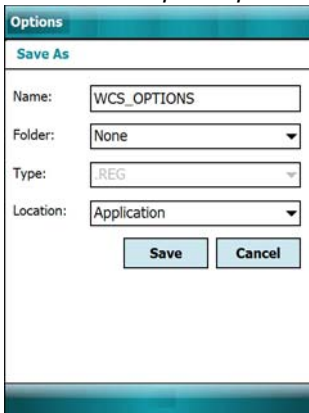 Options
Save As
Name: WCS_OPTIONS
Folder: None
Type: .REG
Location: Application
Save Cancel